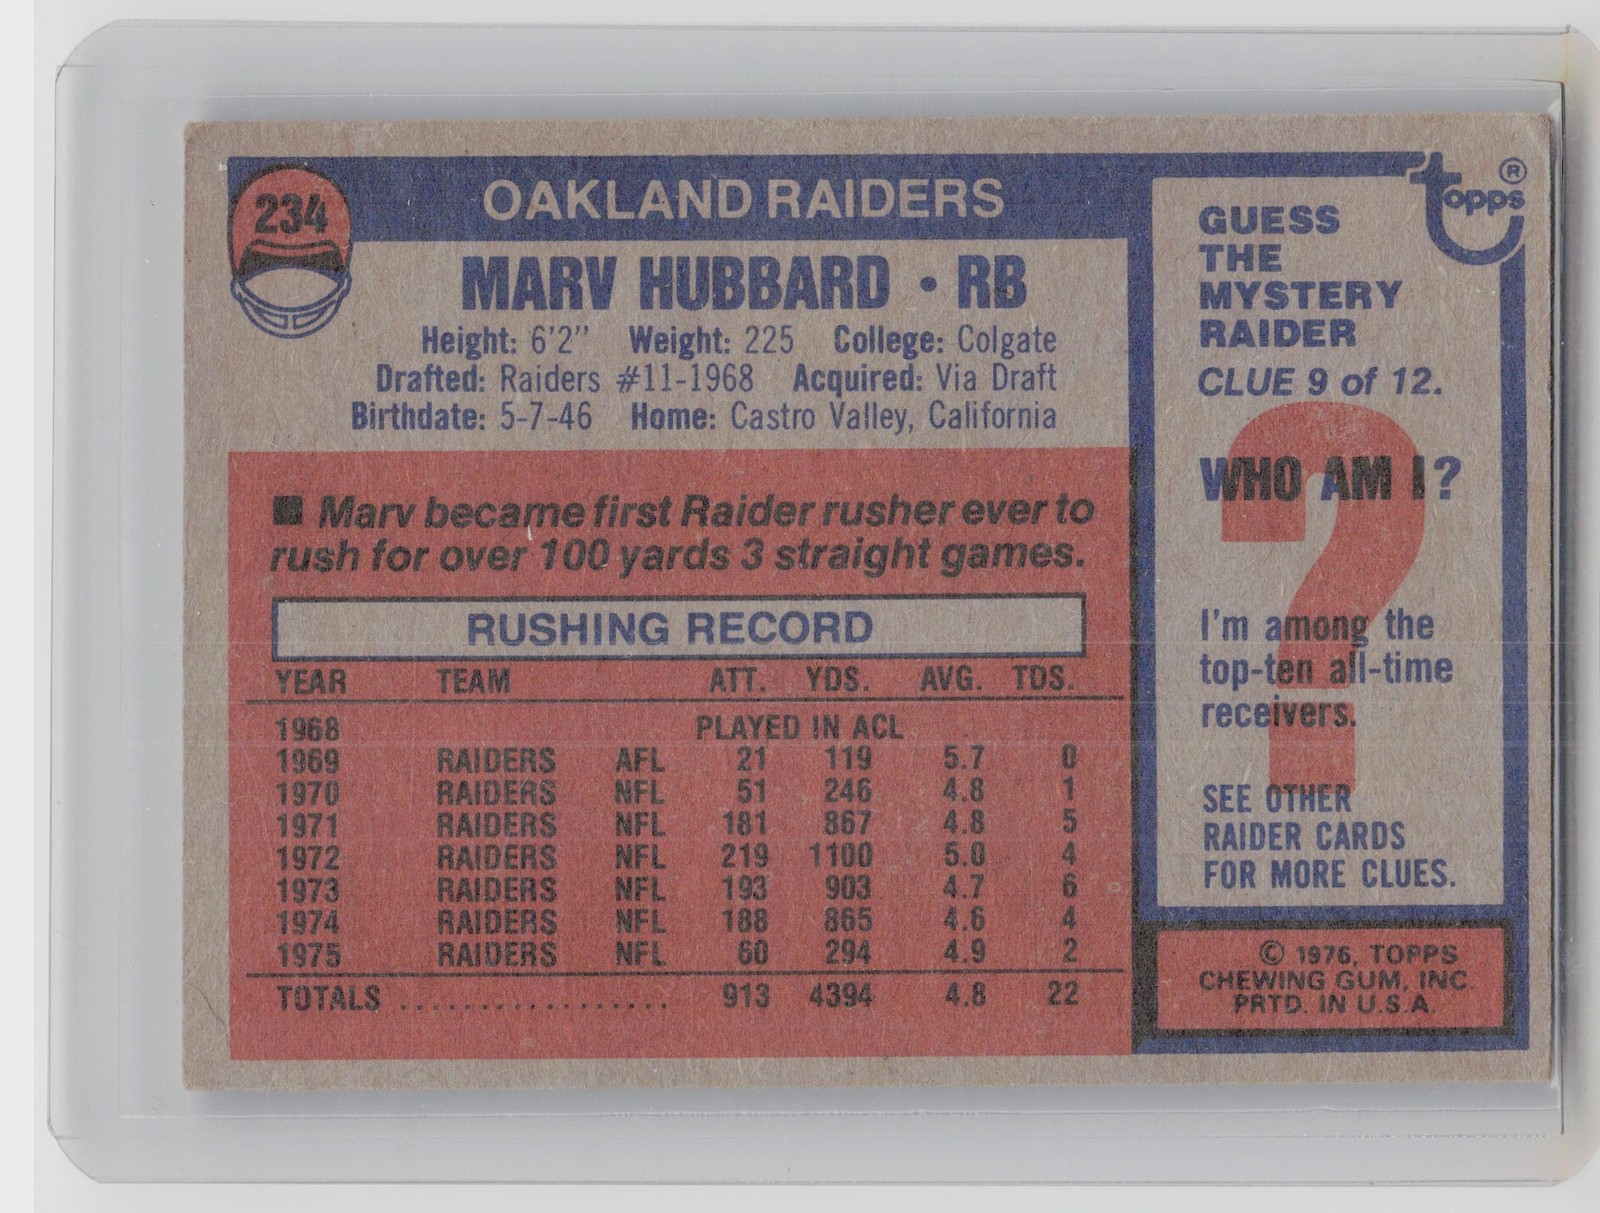 234
OAKLAND RAIDERS
MARV HUBBARD • RB
Height: 6'2" Weight: 225 College: Colgate
Drafted: Raiders #11-1968 Acquired: Via Draft
Birthdate: 5-7-46 Home: Castro Valley, California
■ Marv became first Raider rusher ever to
rush for over 100 yards 3 straight games.
RUSHING RECORD
YEAR TEAM ATT. YDS. AVG. TDS.
1968 PLAYED IN ACL
1969 RAIDERS AFL 21 119 5.7 0
1970 RAIDERS NFL 51 246 4.8 1
1971 RAIDERS NFL 181 867 4.8 5
1972 RAIDERS NFL 219 1100 5.0 4
1973 RAIDERS NFL 193 903 4.7 6
1974 RAIDERS NFL 188 865 4.6 4
1975 RAIDERS NFL 60 294 4.9 2
TOTALS .................. 913 4394 4.8 22
topps ®
GUESS
THE
MYSTERY
RAIDER
CLUE 9 of 12.
?
WHO AM I?
I'm among the
top-ten all-time
receivers.
SEE OTHER
RAIDER CARDS
FOR MORE CLUES.
© 1976, TOPPS
CHEWING GUM, INC.
PRTD. IN U.S.A.